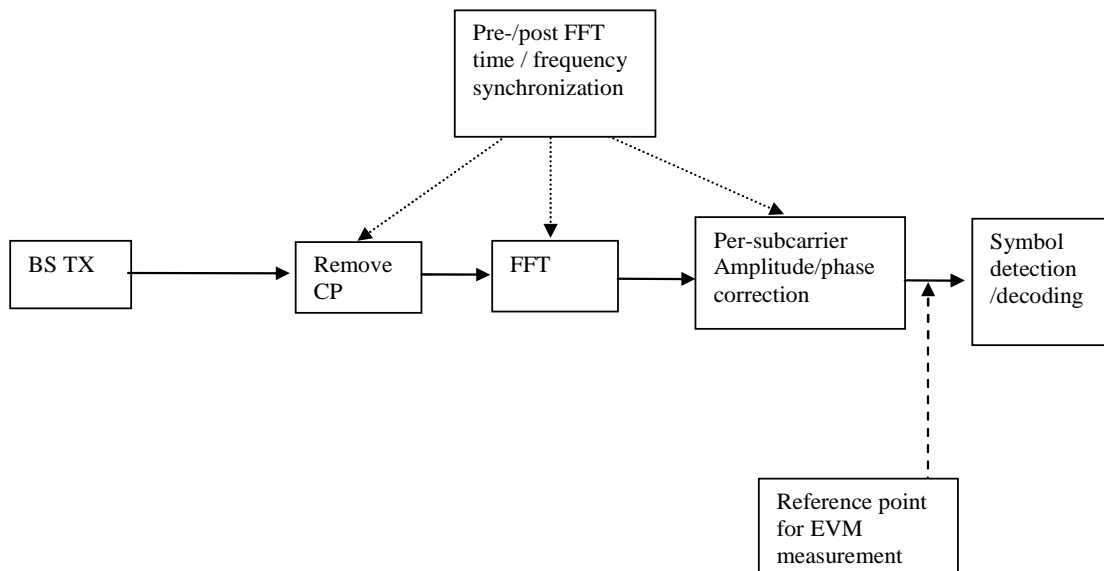 Pre-/post FFT
time / frequency
synchronization
BS TX
Remove
CP
FFT
Per-subcarrier
Amplitude/phase
correction
Symbol
detection
/decoding
Reference point
for EVM
measurement